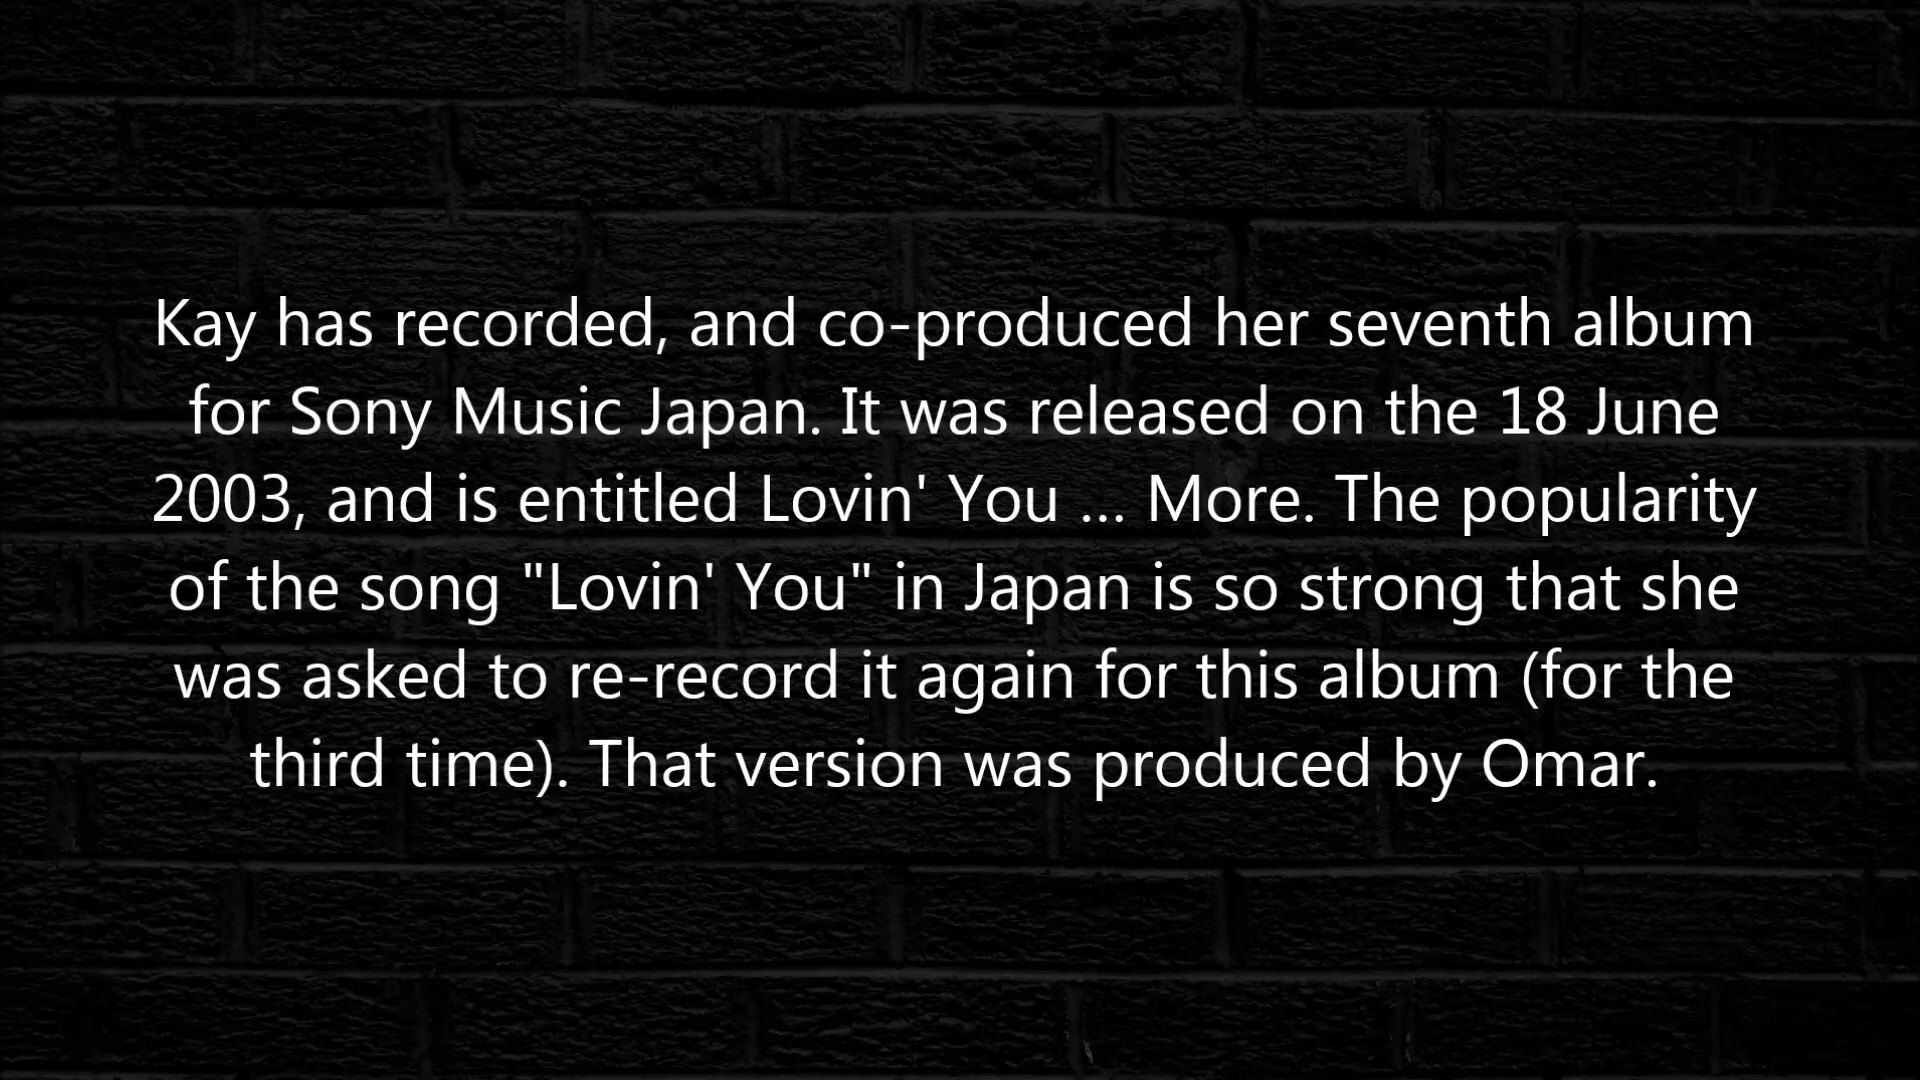 Kay has recorded, and co-produced her seventh album
for Sony Music Japan. It was released on the 18 June
2003, and is entitled Lovin' You ... More. The popularity
of the song "Lovin' You" in Japan is so strong that she
was asked to re-record it again for this album (for the
third time). That version was produced by Omar.